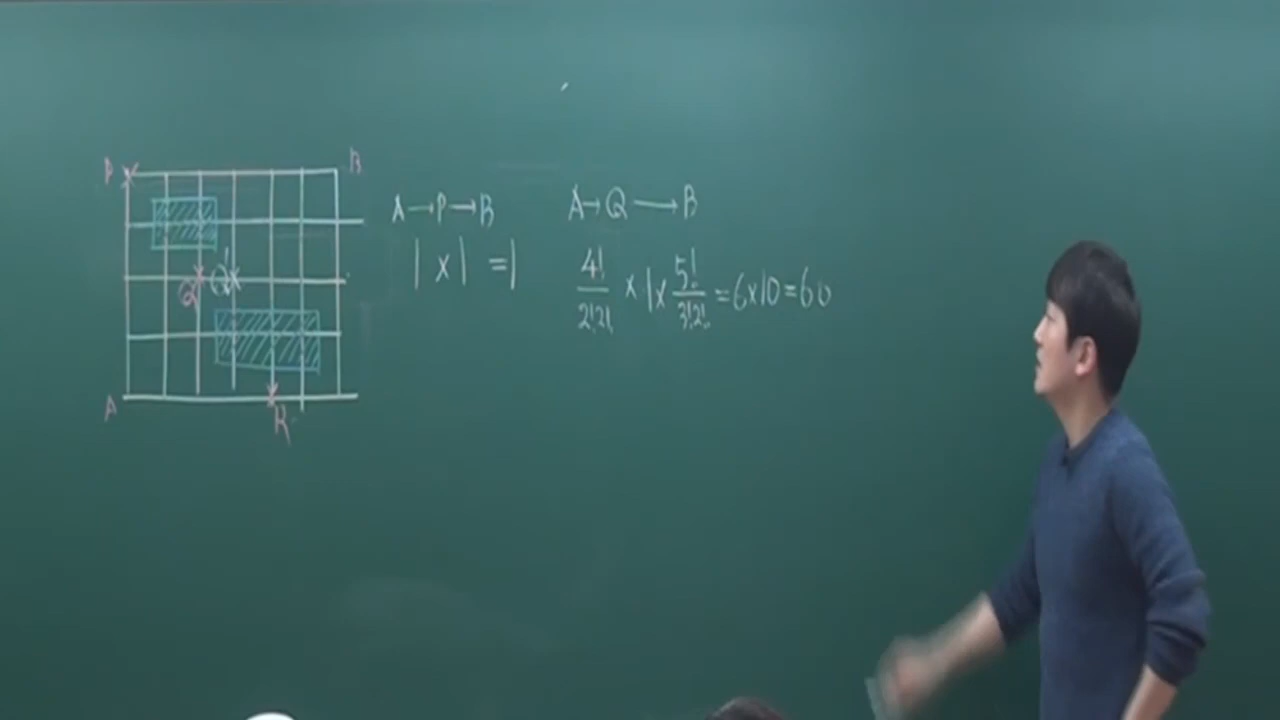 P B
A→P→B A→Q→B
1×1=1 4!/2!2! ×1× 5!/3!2! =6×10=60
Q Q'
A R